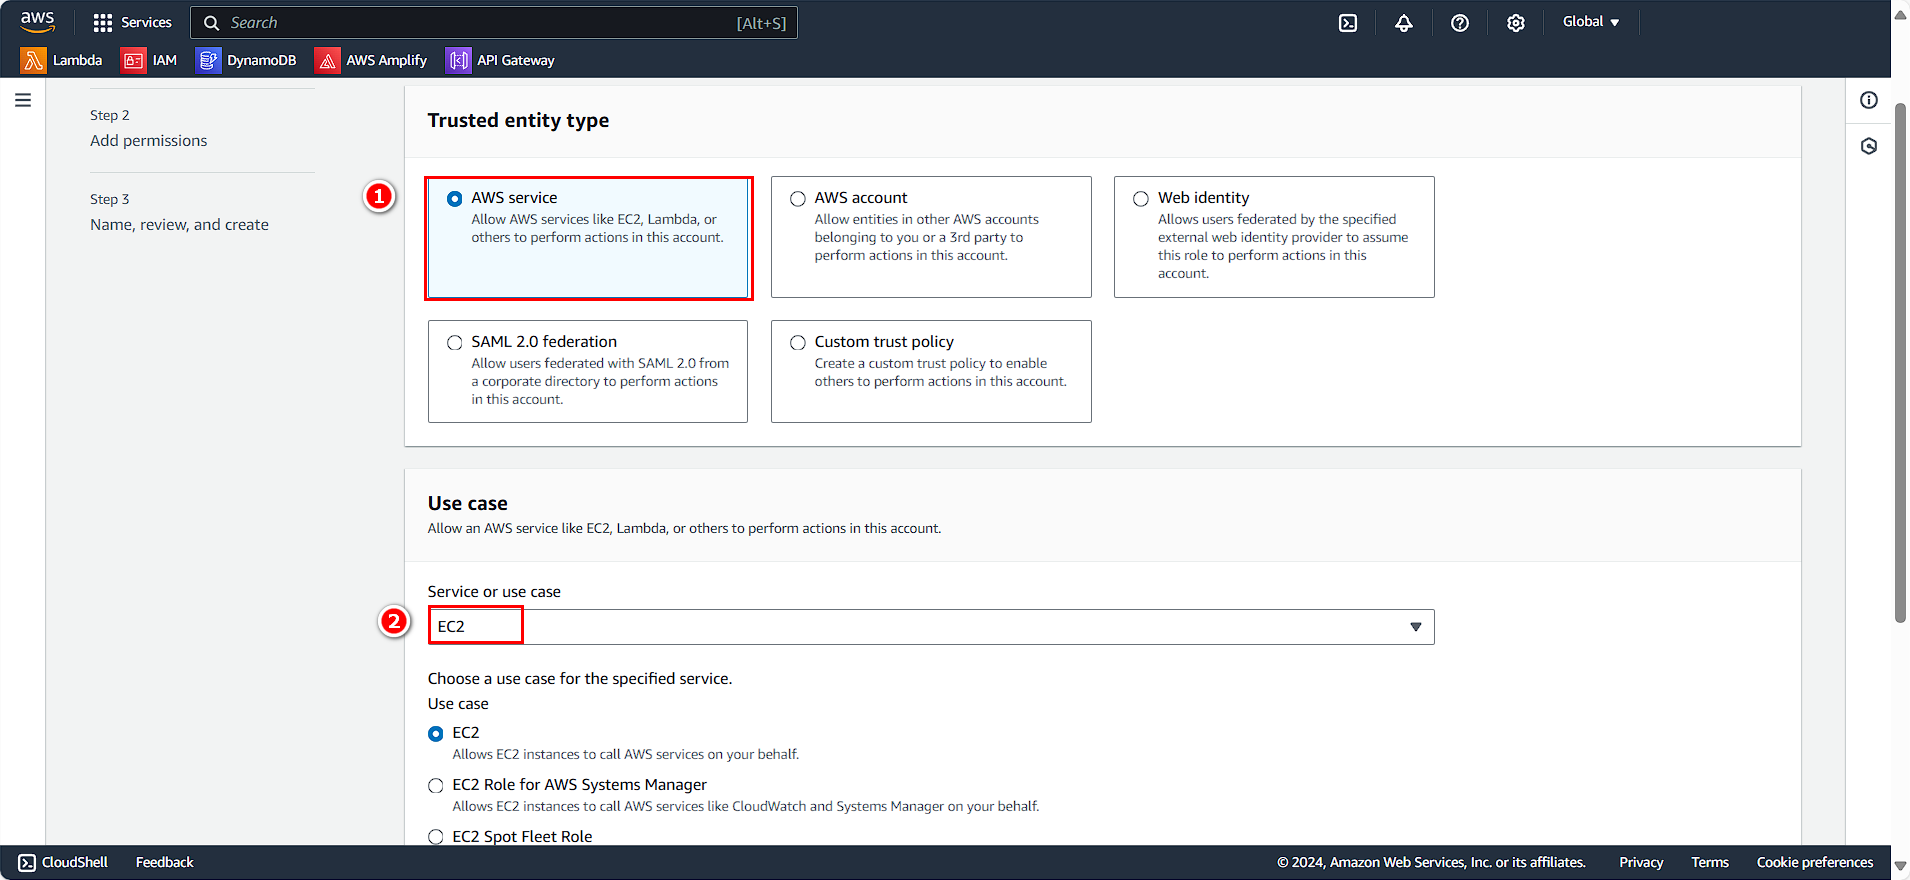 aws
Services
Search
[Alt+S]
Global
Lambda
IAM
DynamoDB
AWS Amplify
API Gateway
Step 2
Add permissions
Step 3
Name, review, and create
Trusted entity type
1
AWS service
Allow AWS services like EC2, Lambda, or
others to perform actions in this account.
AWS account
Allow entities in other AWS accounts
belonging to you or a 3rd party to
perform actions in this account.
Web identity
Allows users federated by the specified
external web identity provider to assume
this role to perform actions in this
account.
SAML 2.0 federation
Allow users federated with SAML 2.0 from
a corporate directory to perform actions
in this account.
Custom trust policy
Create a custom trust policy to enable
others to perform actions in this account.
Use case
Allow an AWS service like EC2, Lambda, or others to perform actions in this account.
Service or use case
2
EC2
Choose a use case for the specified service.
Use case
EC2
Allows EC2 instances to call AWS services on your behalf.
EC2 Role for AWS Systems Manager
Allows EC2 instances to call AWS services like CloudWatch and Systems Manager on your behalf.
EC2 Spot Fleet Role
CloudShell
Feedback
© 2024, Amazon Web Services, Inc. or its affiliates.
Privacy
Terms
Cookie preferences